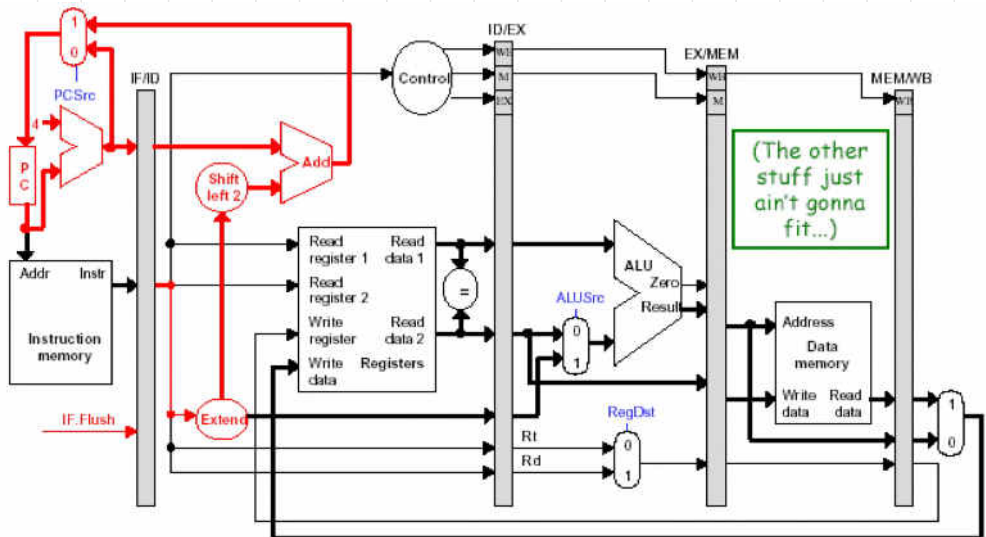 1
0
PCSrc
4
P
C
Addr
Instr
Instruction
memory
IF.Flush
IF/ID
Shift
left 2
Add
Extend
Control
Read
register 1
Read
data 1
Read
register 2
Write
register
Read
data 2
Write
data
Registers
=
ID/EX
WB
M
EX
Rt
Rd
ALUSrc
0
1
ALU
Zero
Result
RegDst
0
1
EX/MEM
WB
M
(The other
stuff just
ain't gonna
fit...)
Address
Data
memory
Write
data
Read
data
MEM/WB
WB
1
0